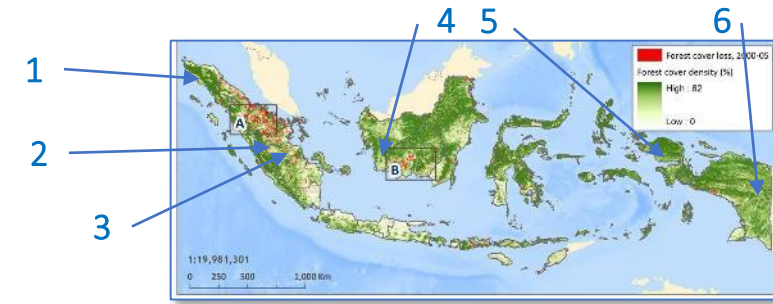 4 5 6
1
Forest cover loss, 2000-05
Forest cover density (%)
High : 82
Low : 0
A
2
B
3
1:19,981,301
0 250 500 1,000 Km